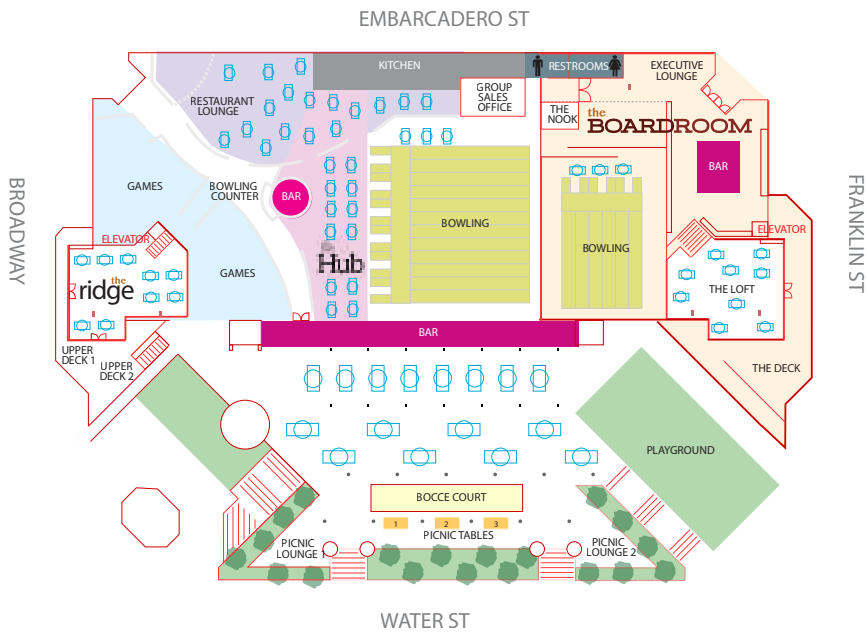 EMBARCADERO ST
KITCHEN
RESTROOMS
EXECUTIVE
LOUNGE
GROUP
SALES
OFFICE
RESTAURANT
LOUNGE
THE
NOOK
the
BOARDROOM
BAR
GAMES
BOWLING
COUNTER
BAR
BROADWAY
FRANKLIN ST
BOWLING
ELEVATOR
ELEVATOR
BOWLING
the
Hub
GAMES
the
ridge
THE LOFT
BAR
UPPER
DECK 1
UPPER
DECK 2
THE DECK
PLAYGROUND
BOCCE COURT
1
2
3
PICNIC TABLES
PICNIC
LOUNGE 1
PICNIC
LOUNGE 2
WATER ST